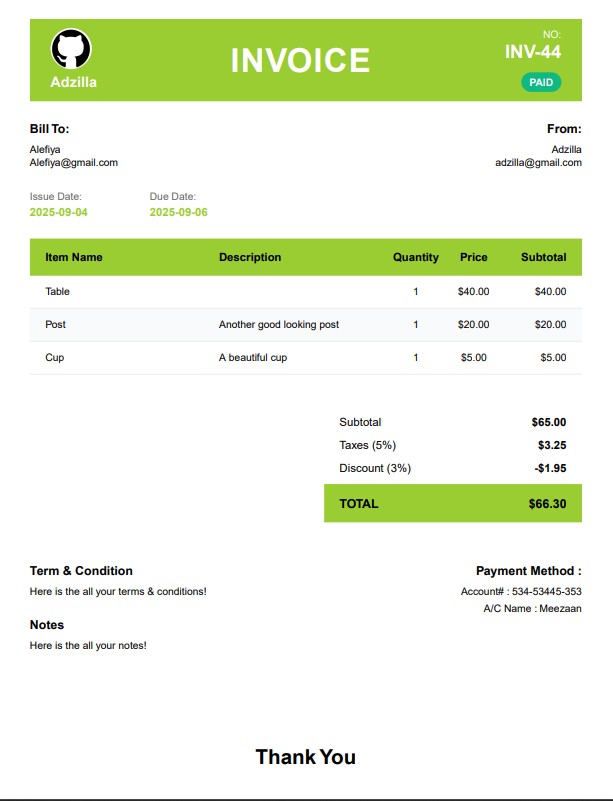 Adzilla
INVOICE
NO:
INV-44
PAID
Bill To:
Alefiya
Alefiya@gmail.com
From:
Adzilla
adzilla@gmail.com
Issue Date:
2025-09-04
Due Date:
2025-09-06
Item Name Description Quantity Price Subtotal
Table 1 $40.00 $40.00
Post Another good looking post 1 $20.00 $20.00
Cup A beautiful cup 1 $5.00 $5.00
Subtotal $65.00
Taxes (5%) $3.25
Discount (3%) -$1.95
TOTAL $66.30
Term & Condition
Here is the all your terms & conditions!
Notes
Here is the all your notes!
Payment Method :
Account# : 534-53445-353
A/C Name : Meezaan
Thank You